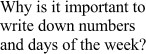 Why is it important to
write down numbers
and days of the week?